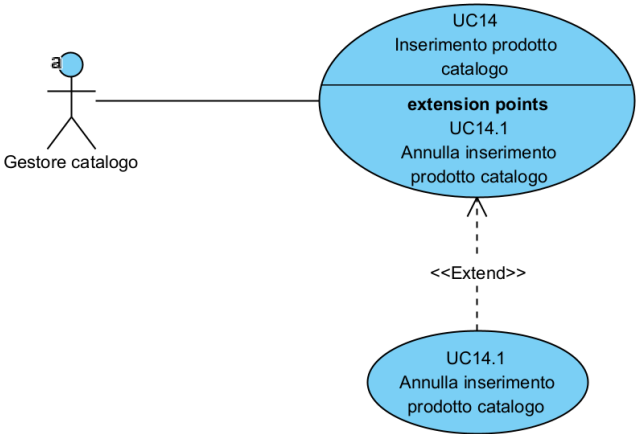 UC14
Inserimento prodotto
catalogo
a
extension points
UC14.1
Annulla inserimento
prodotto catalogo
Gestore catalogo
<<Extend>>
UC14.1
Annulla inserimento
prodotto catalogo